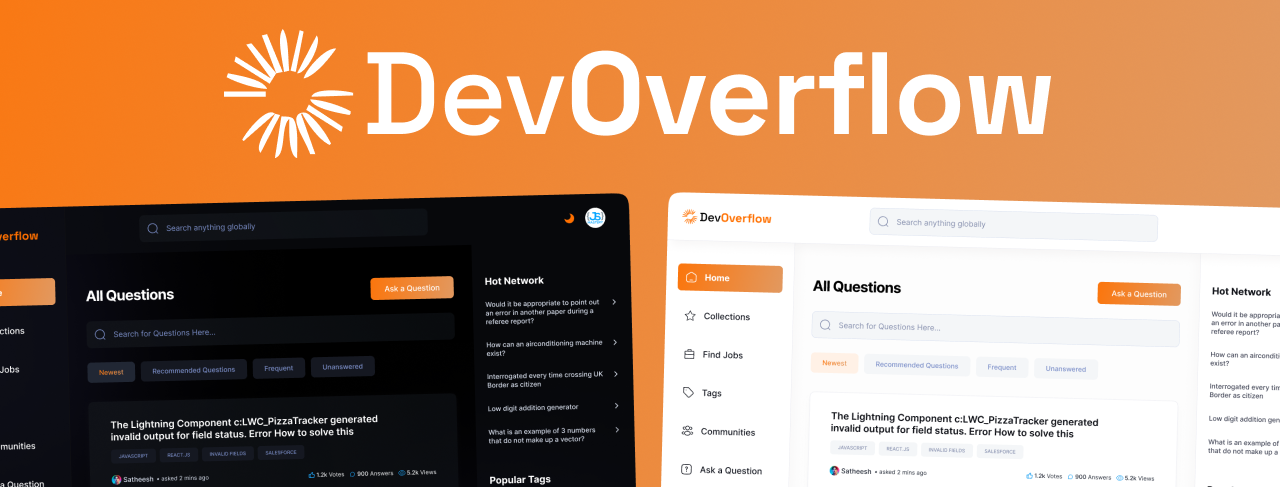 DevOverflow
erflow
Search anything globally
e
ctions
Jobs
munities
a Question
All Questions
Ask a Question
Search for Questions Here...
Newest
Recommended Questions
Frequent
Unanswered
The Lightning Component c:LWC_PizzaTracker generated
invalid output for field status. Error How to solve this
JAVASCRIPT
REACT.JS
INVALID FIELDS
SALESFORCE
Satheesh • asked 2 mins ago
1.2k Votes
900 Answers
5.2k Views
Hot Network
Would it be appropriate to point out
an error in another paper during a
referee report?
How can an airconditioning machine
exist?
Interrogated every time crossing UK
Border as citizen
Low digit addition generator
What is an example of 3 numbers
that do not make up a vector?
Popular Tags
DevOverflow
Search anything globally
Home
Collections
Find Jobs
Tags
Communities
Ask a Question
All Questions
Ask a Question
Search for Questions Here...
Newest
Recommended Questions
Frequent
Unanswered
The Lightning Component c:LWC_PizzaTracker generated
invalid output for field status. Error How to solve this
JAVASCRIPT
REACT.JS
INVALID FIELDS
SALESFORCE
Satheesh • asked 2 mins ago
1.2k Votes
900 Answers
5.2k Views
Hot Network
Would it be appropria
an error in another pa
referee report?
How can an airconditi
exist?
Interrogated every time
Border as citizen
Low digit addition gen
What is an example of
that do not make up a